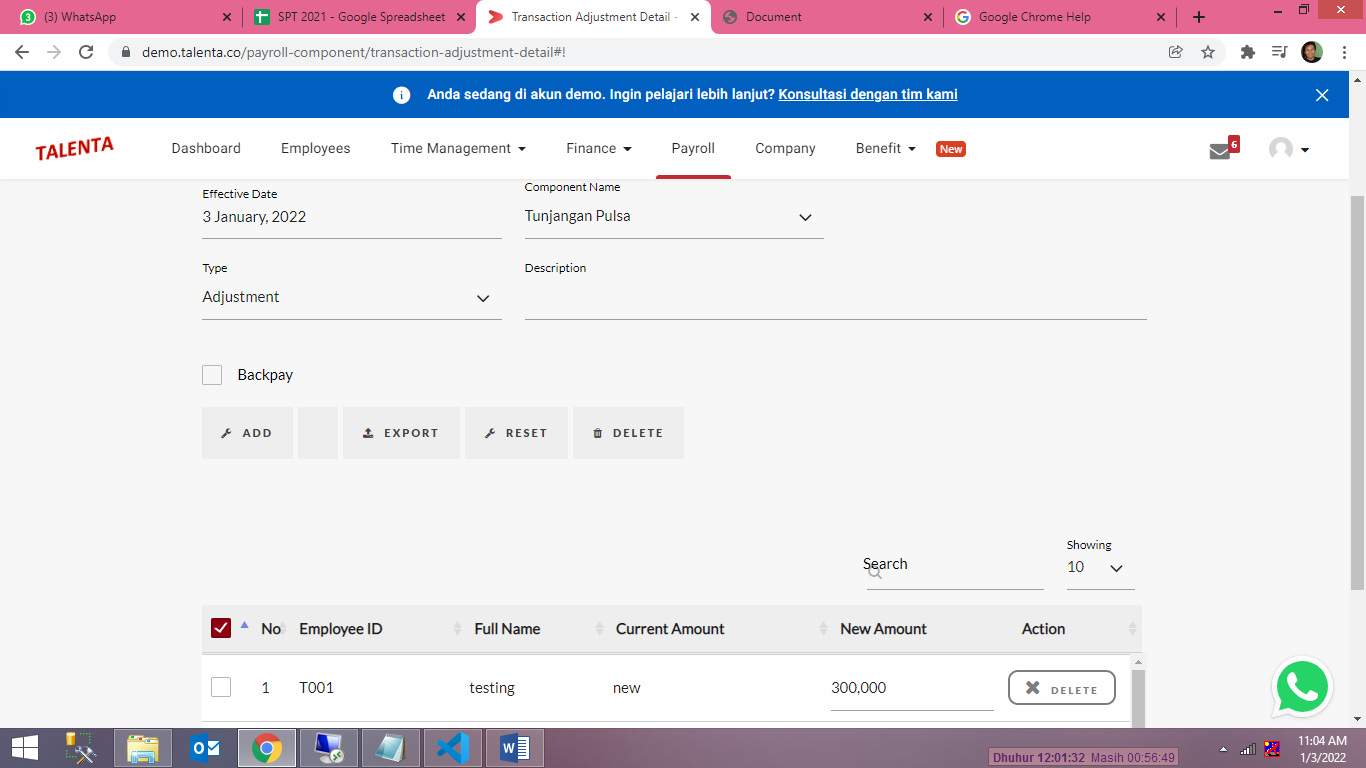 (3) WhatsApp
SPT 2021 - Google Spreadsheet
Transaction Adjustment Detail -
Document
Google Chrome Help
demo.talenta.co/payroll-component/transaction-adjustment-detail#!
Anda sedang di akun demo. Ingin pelajari lebih lanjut? Konsultasi dengan tim kami
TALENTA
Dashboard
Employees
Time Management
Finance
Payroll
Company
Benefit
New
6
Effective Date
Component Name
3 January, 2022
Tunjangan Pulsa
Type
Description
Adjustment
Backpay
ADD
EXPORT
RESET
DELETE
Showing
Search
10
No
Employee ID
Full Name
Current Amount
New Amount
Action
1
T001
testing
new
300,000
DELETE
Dhuhur 12:01:32 Masih 00:56:49
11:04 AM
1/3/2022